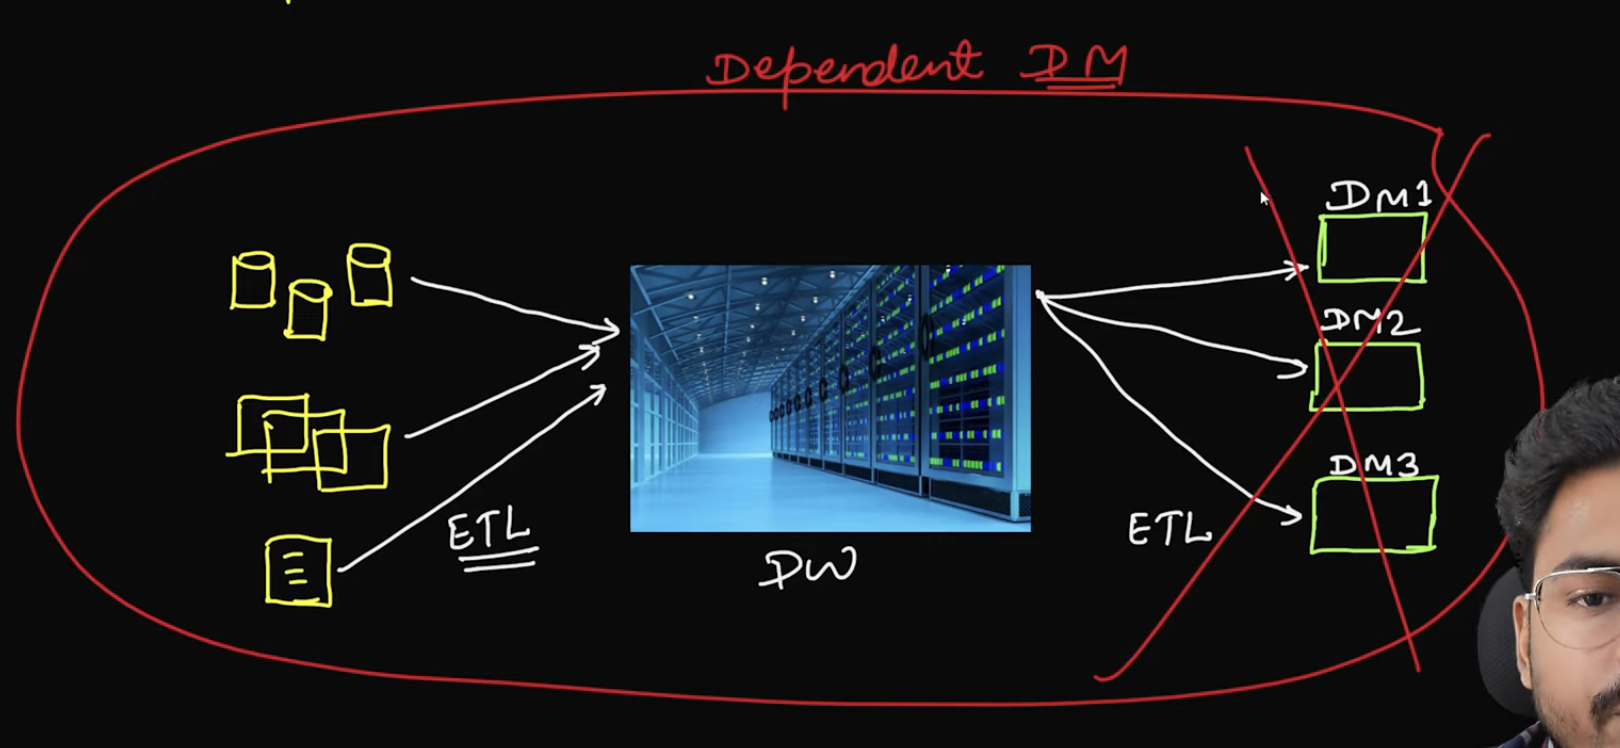 Dependent DM
DM1
DM2
DM3
ETL
ETL
DW